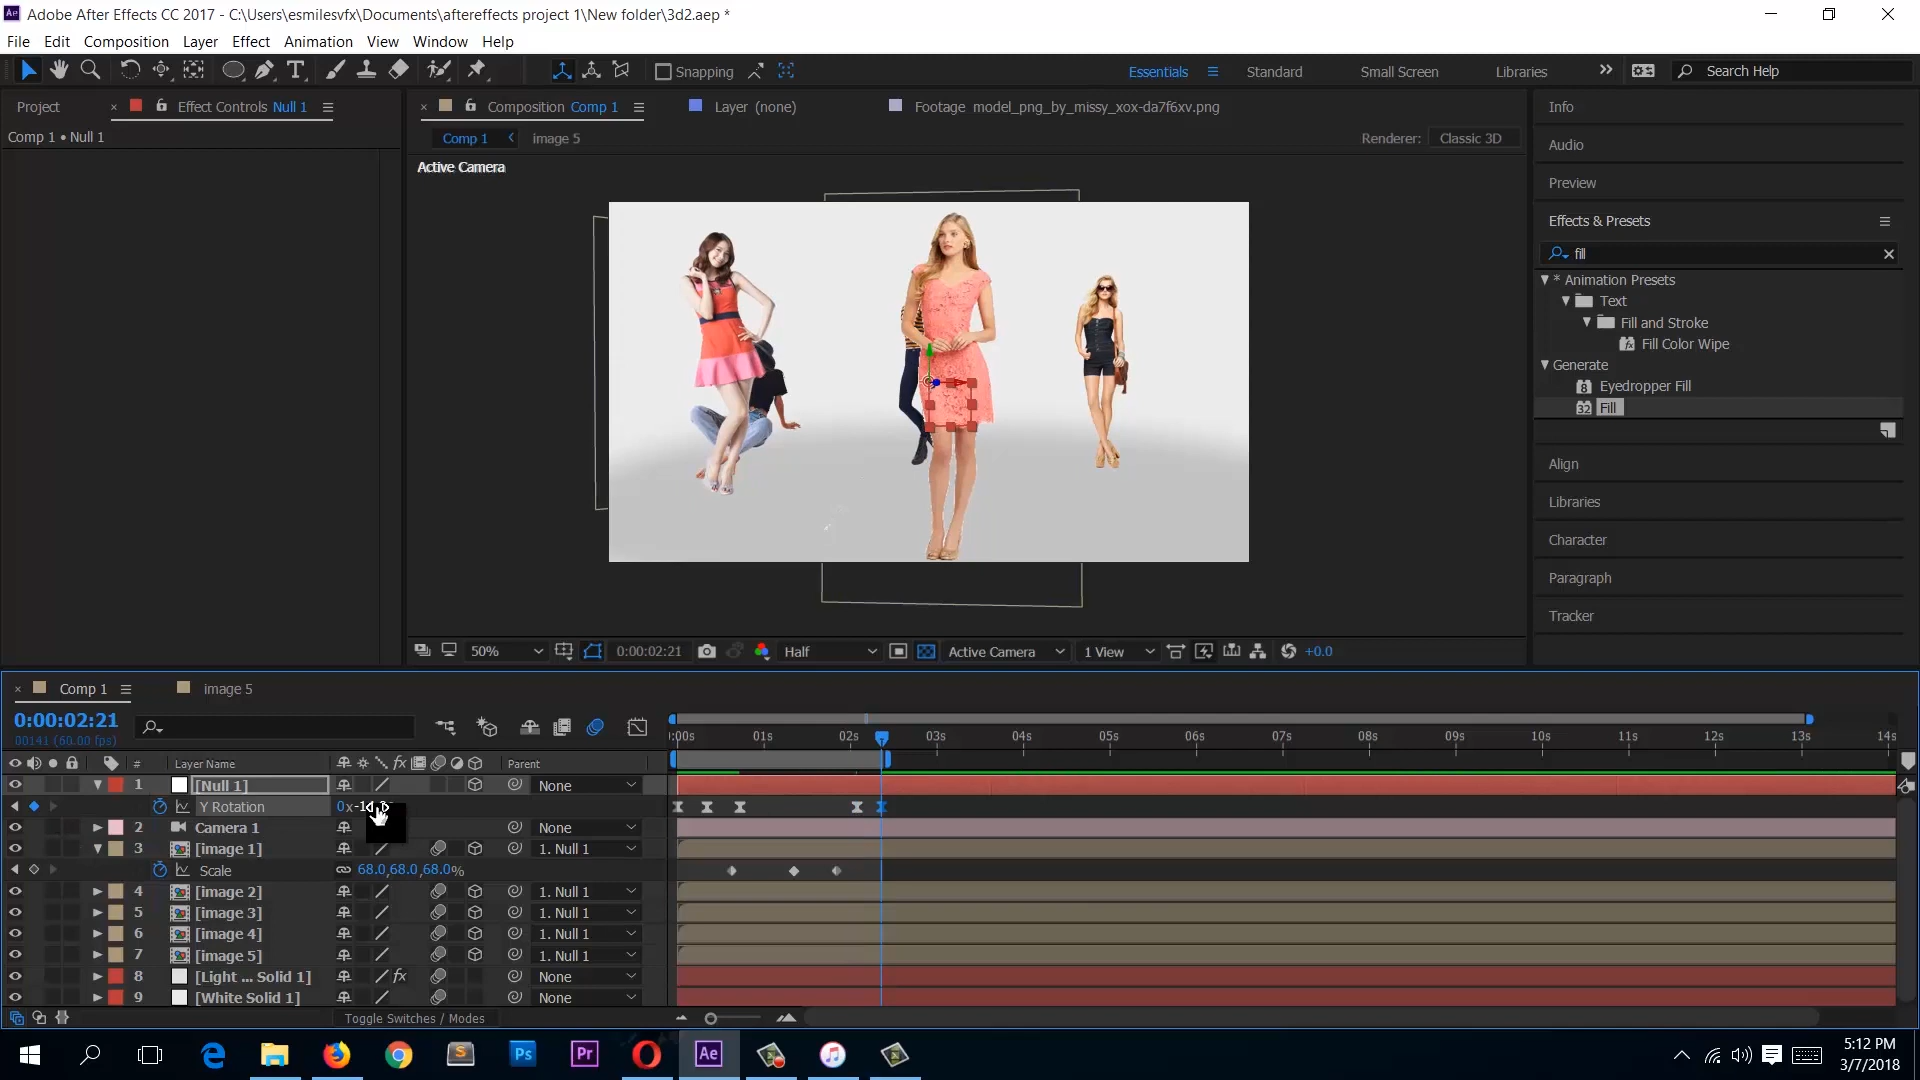 Adobe After Effects CC 2017 - C:\Users\esmilesvfx\Documents\aftereffects project 1\New folder\3d2.aep *
File Edit Composition Layer Effect Animation View Window Help
Snapping Essentials Standard Small Screen Libraries Search Help
Project Effect Controls Null 1 Composition Comp 1 Layer (none) Footage model_png_by_missy_xox-da7f6xv.png
Comp 1 • Null 1
Comp 1 image 5 Renderer: Classic 3D
Active Camera
Info
Audio
Preview
Effects & Presets
fill
* Animation Presets
Text
Fill and Stroke
Fill Color Wipe
Generate
Eyedropper Fill
Fill
Align
Libraries
Character
Paragraph
Tracker
50% 0:00:02:21 Half Active Camera 1 View +0.0
Comp 1 image 5
0:00:02:21
00141 (60.00 fps)
:00s 01s 02s 03s 04s 05s 06s 07s 08s 09s 10s 11s 12s 13s 14s
# Layer Name fx Parent
1 [Null 1] None
Y Rotation
2 Camera 1 None
3 [image 1] 1. Null 1
Scale 68.0,68.0,68.0%
4 [image 2] 1. Null 1
5 [image 3] 1. Null 1
6 [image 4] 1. Null 1
7 [image 5] 1. Null 1
8 [Light ... Solid 1] fx None
9 [White Solid 1] None
Toggle Switches / Modes
Ps Pr Ae
5:12 PM
3/7/2018